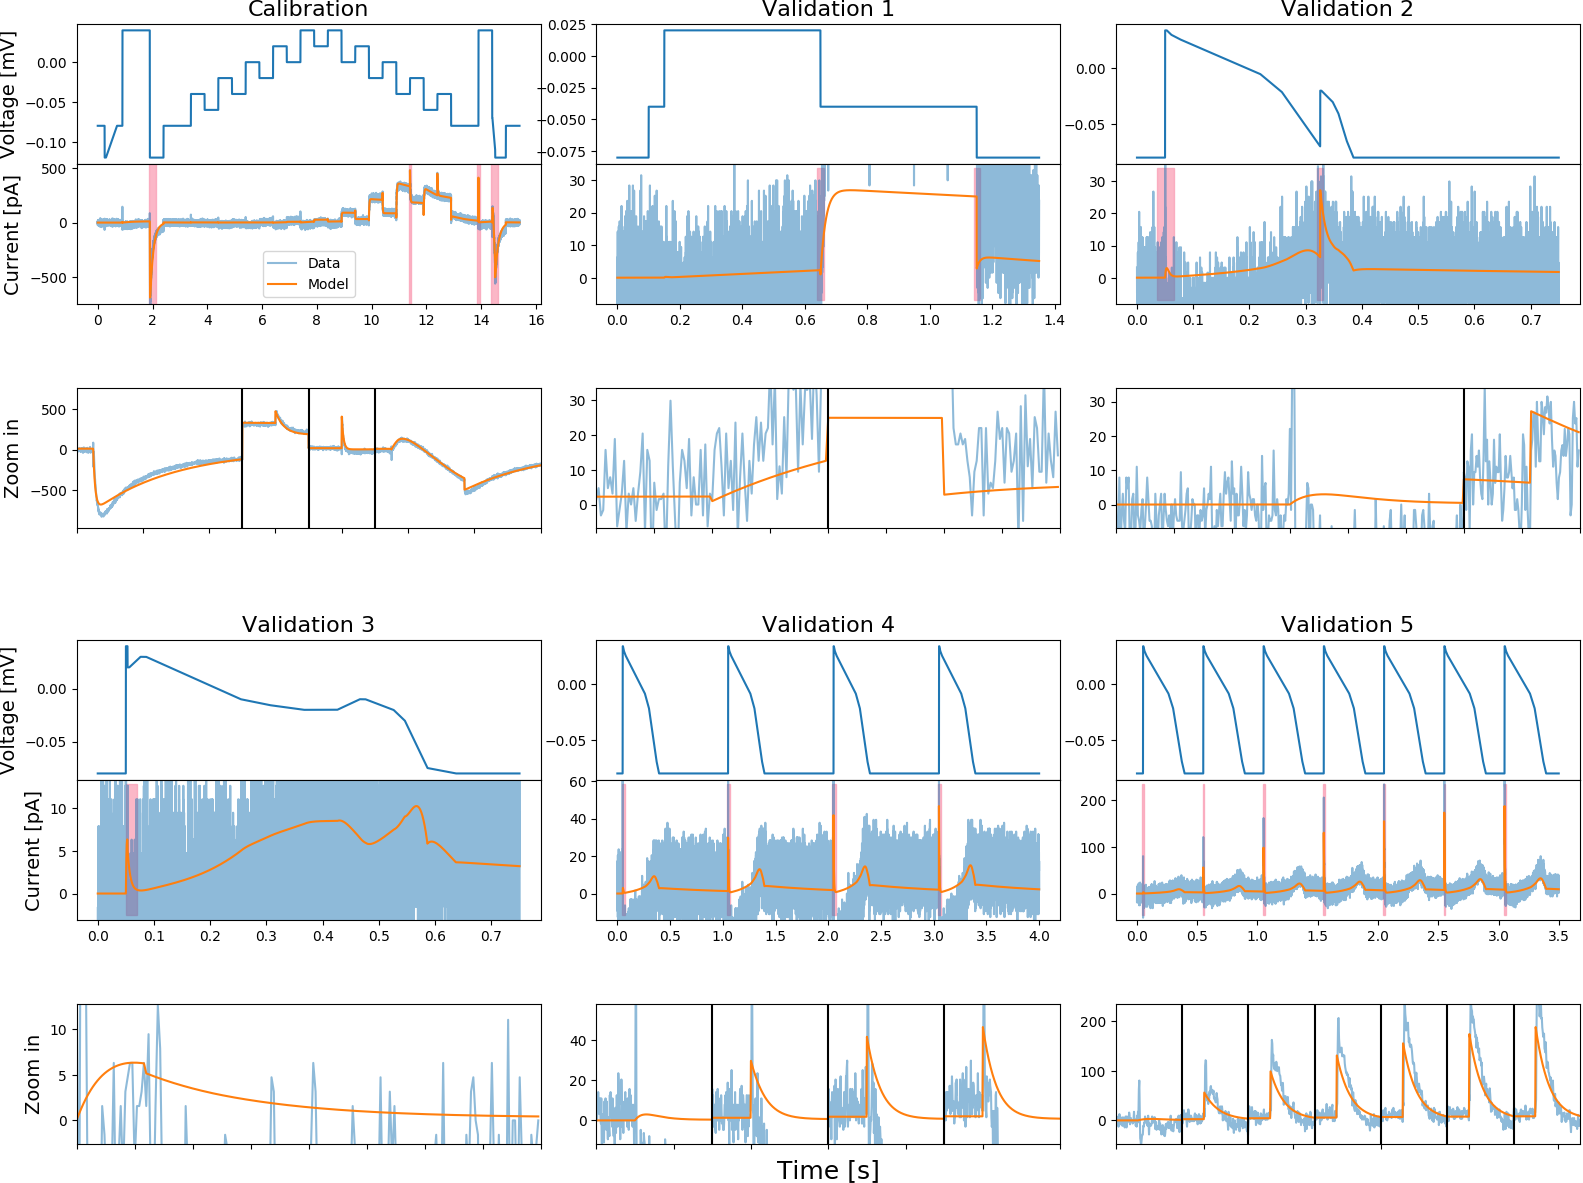 Calibration
Validation 1
Validation 2
Voltage [mV]
0.00
−0.05
−0.10
0.025
0.000
−0.025
−0.050
−0.075
0.00
−0.05
Current [pA]
500
0
−500
Data
Model
30
20
10
0
30
20
10
0
0 2 4 6 8 10 12 14 16
0.0 0.2 0.4 0.6 0.8 1.0 1.2 1.4
0.0 0.1 0.2 0.3 0.4 0.5 0.6 0.7
Zoom in
500
0
−500
30
20
10
0
30
20
10
0
Validation 3
Validation 4
Validation 5
Voltage [mV]
0.00
−0.05
0.00
−0.05
0.00
−0.05
Current [pA]
10
5
0
60
40
20
0
200
100
0
0.0 0.1 0.2 0.3 0.4 0.5 0.6 0.7
0.0 0.5 1.0 1.5 2.0 2.5 3.0 3.5 4.0
0.0 0.5 1.0 1.5 2.0 2.5 3.0 3.5
Zoom in
10
5
0
40
20
0
200
100
0
Time [s]